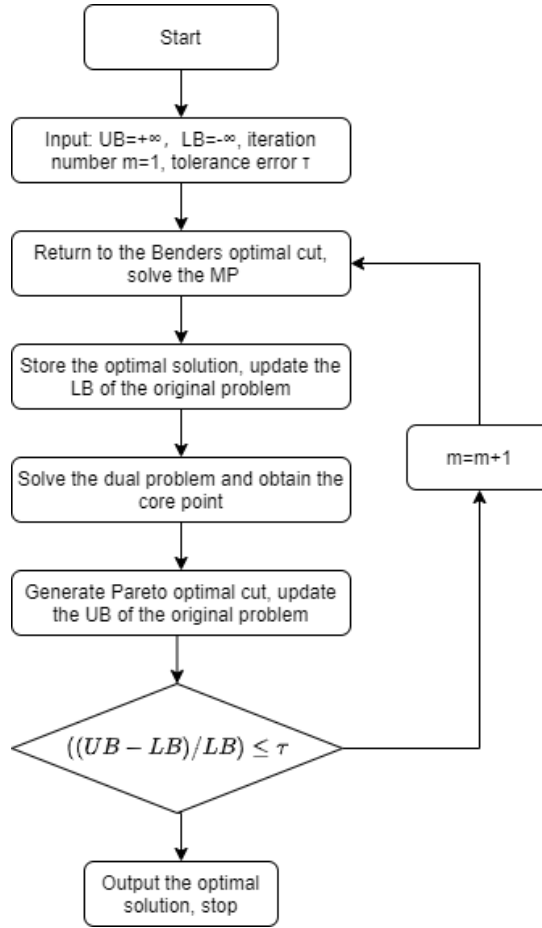 Start
Input: UB=+∞, LB=-∞, iteration
number m=1, tolerance error τ
Return to the Benders optimal cut,
solve the MP
Store the optimal solution, update the
LB of the original problem
Solve the dual problem and obtain the
core point
Generate Pareto optimal cut, update
the UB of the original problem
((UB − LB)/LB) ≤ τ
m=m+1
Output the optimal
solution, stop